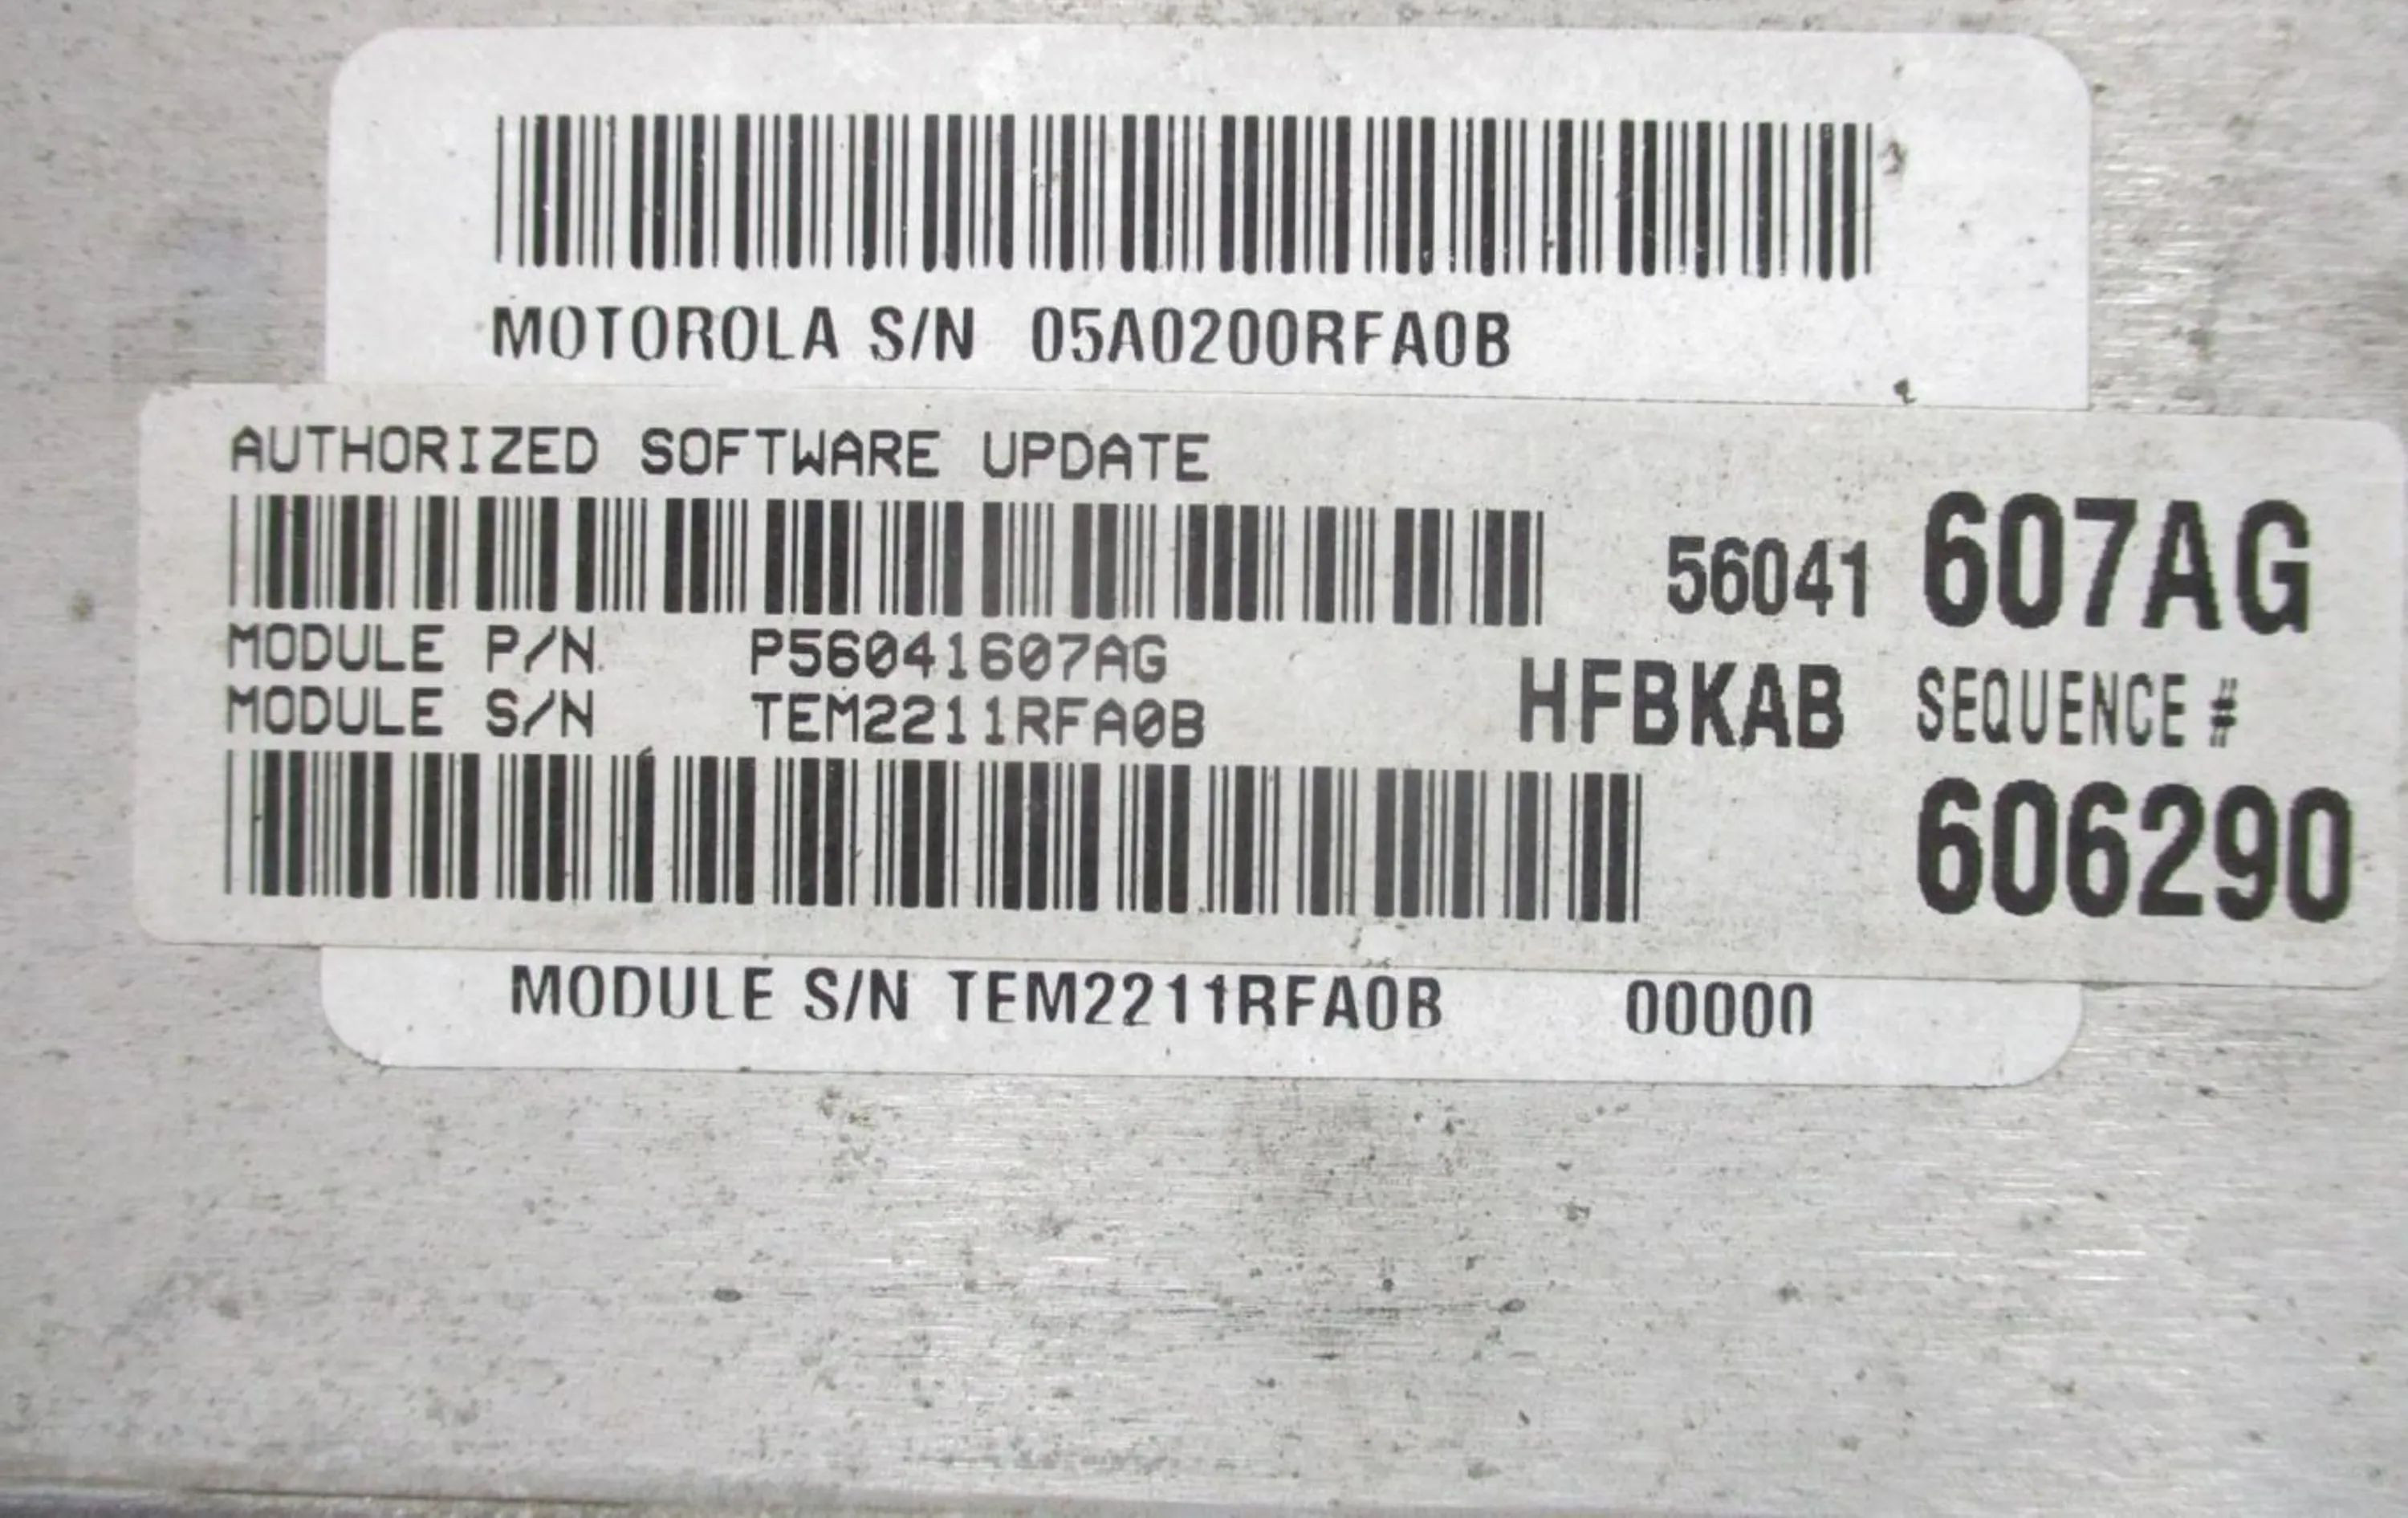 MOTOROLA S/N 05A0200RFA0B
AUTHORIZED SOFTWARE UPDATE
56041 607AG
MODULE P/N P56041607AG
MODULE S/N TEM2211RFA0B
HFBKAB SEQUENCE #
606290
MODULE S/N TEM2211RFA0B 00000